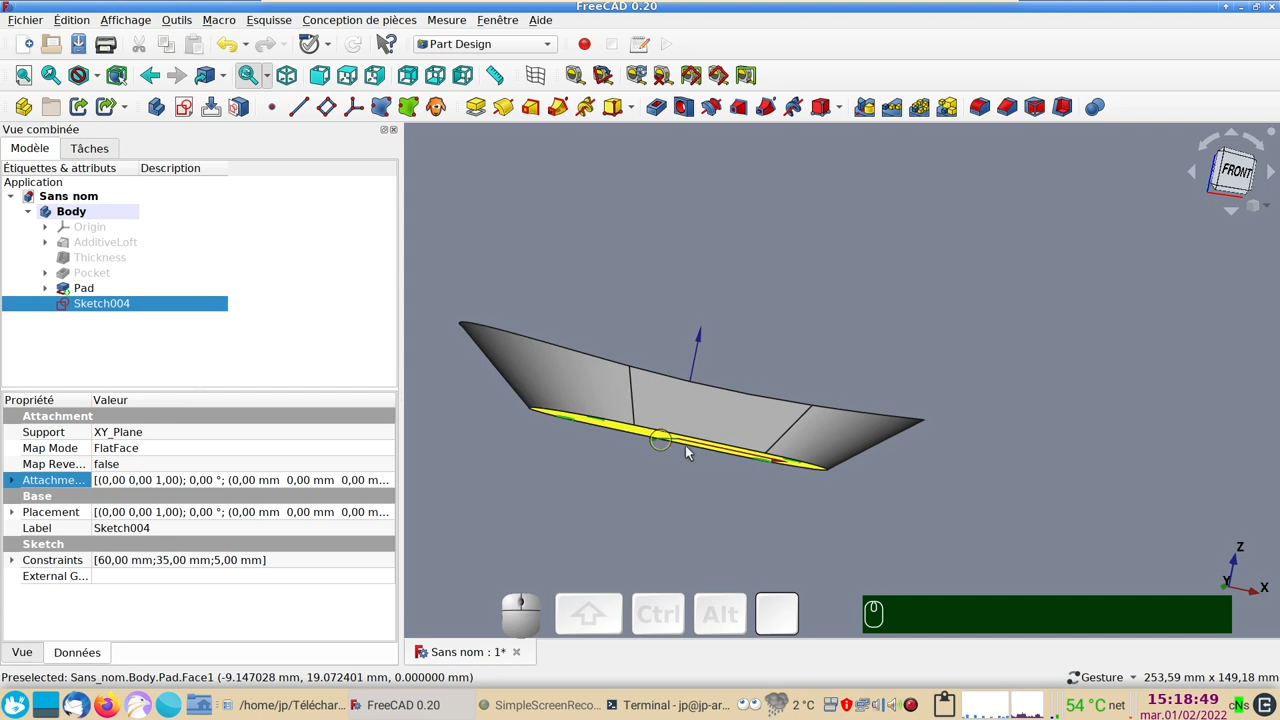 FreeCAD 0.20
Fichier Édition Affichage Outils Macro Esquisse Conception de pièces Mesure Fenêtre Aide
Part Design
Vue combinée
Modèle Tâches
Étiquettes & attributs Description
Application
Sans nom
Body
Origin
AdditiveLoft
Thickness
Pocket
Pad
Sketch004
FRONT
Propriété Valeur
Attachment
Support XY_Plane
Map Mode FlatFace
Map Reve... false
Attachme... [(0,00 0,00 1,00); 0,00 °; (0,00 mm 0,00 mm 0,00 m...
Base
Placement [(0,00 0,00 1,00); 0,00 °; (0,00 mm 0,00 mm 0,00 m...
Label Sketch004
Sketch
Constraints [60,00 mm;35,00 mm;5,00 mm]
External G...
Z
Y
X
Ctrl Alt
Vue Données
Sans nom : 1*
Preselected: Sans_nom.Body.Pad.Face1 (-9.147028 mm, 19.072401 mm, 0.000000 mm)
Gesture 253,59 mm x 149,18 mm
/home/jp/Téléchar... FreeCAD 0.20 SimpleScreenReco... Terminal - jp@jp-ar... 2 °C 54 °C net 15:18:49 cNs
mar.01/02/2022